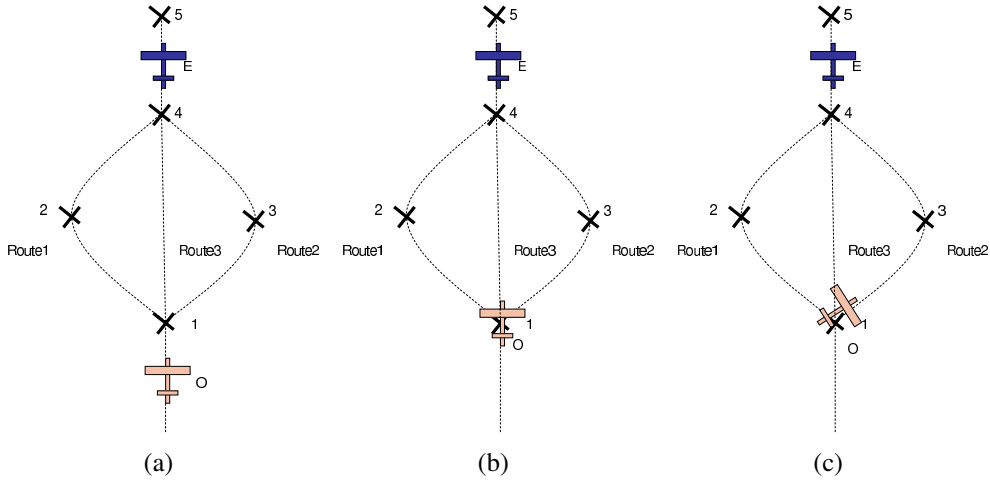 5 5 5
E E E
4 4 4
2 3 2 3 2 3
Route1 Route3 Route2 Route1 Route3 Route2 Route1 Route3 Route2
1 1 1
O O
O
(a) (b) (c)